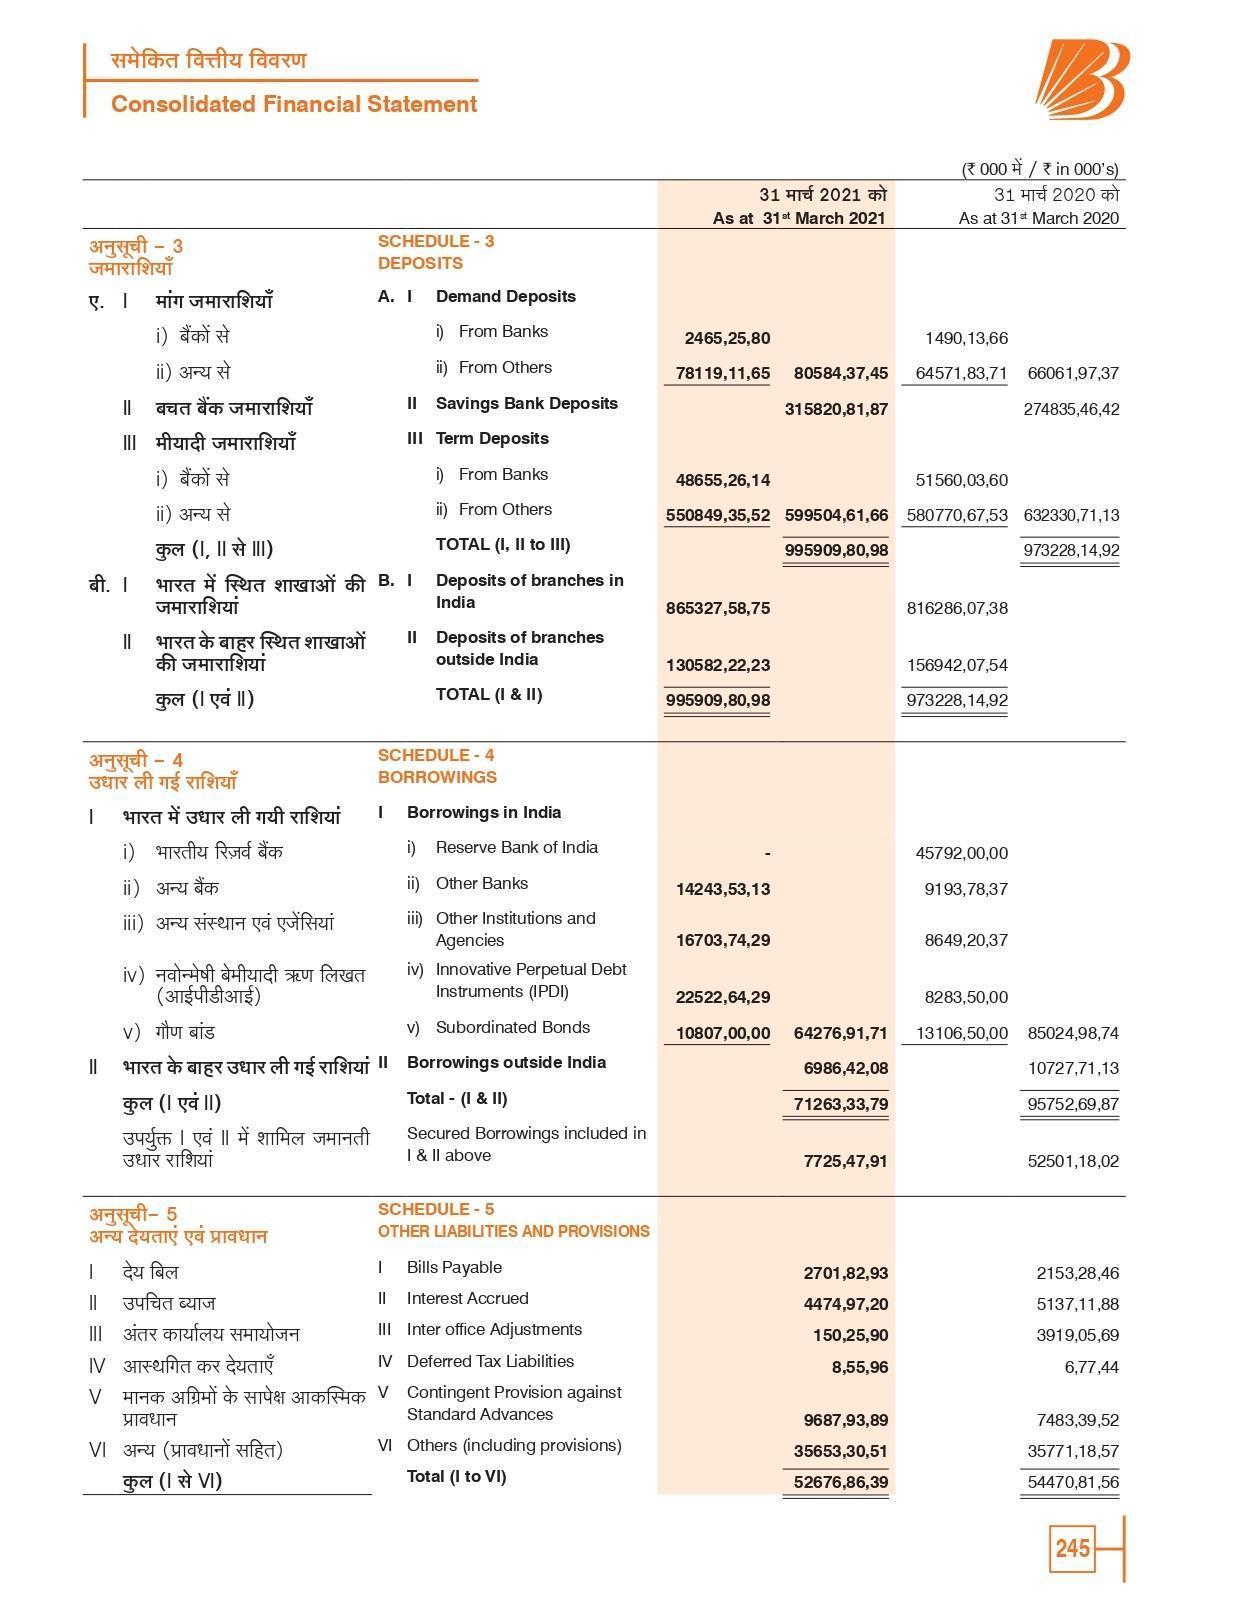 समेकित वित्तीय विवरण
Consolidated Financial Statement
(₹ 000 में / ₹ in 000's)
31 मार्च 2021 को 31 मार्च 2020 को
As at 31st March 2021 As at 31st March 2020
अनुसूची – 3 SCHEDULE - 3
जमाराशियाँ DEPOSITS
ए. I मांग जमाराशियाँ A. I Demand Deposits
i) बैंकों से i) From Banks 2465,25,80 1490,13,66
ii) अन्य से ii) From Others 78119,11,65 80584,37,45 64571,83,71 66061,97,37
II बचत बैंक जमाराशियाँ II Savings Bank Deposits 315820,81,87 274835,46,42
III मीयादी जमाराशियाँ III Term Deposits
i) बैंकों से i) From Banks 48655,26,14 51560,03,60
ii) अन्य से ii) From Others 550849,35,52 599504,61,66 580770,67,53 632330,71,13
कुल (I, II से III) TOTAL (I, II to III) 995909,80,98 973228,14,92
बी. I भारत में स्थित शाखाओं की B. I Deposits of branches in
जमाराशियां India 865327,58,75 816286,07,38
II भारत के बाहर स्थित शाखाओं II Deposits of branches
की जमाराशियां outside India 130582,22,23 156942,07,54
कुल (I एवं II) TOTAL (I & II) 995909,80,98 973228,14,92
अनुसूची – 4 SCHEDULE - 4
उधार ली गई राशियाँ BORROWINGS
I भारत में उधार ली गयी राशियां I Borrowings in India
i) भारतीय रिज़र्व बैंक i) Reserve Bank of India - 45792,00,00
ii) अन्य बैंक ii) Other Banks 14243,53,13 9193,78,37
iii) अन्य संस्थान एवं एजेंसियां iii) Other Institutions and
Agencies 16703,74,29 8649,20,37
iv) नवोन्मेषी बेमीयादी ऋण लिखत iv) Innovative Perpetual Debt
(आईपीडीआई) Instruments (IPDI) 22522,64,29 8283,50,00
v) गौण बांड v) Subordinated Bonds 10807,00,00 64276,91,71 13106,50,00 85024,98,74
II भारत के बाहर उधार ली गई राशियां II Borrowings outside India 6986,42,08 10727,71,13
कुल (I एवं II) Total - (I & II) 71263,33,79 95752,69,87
उपर्युक्त I एवं II में शामिल जमानती Secured Borrowings included in
उधार राशियां I & II above 7725,47,91 52501,18,02
अनुसूची– 5 SCHEDULE - 5
अन्य देयताएं एवं प्रावधान OTHER LIABILITIES AND PROVISIONS
I देय बिल I Bills Payable 2701,82,93 2153,28,46
II उपचित ब्याज II Interest Accrued 4474,97,20 5137,11,88
III अंतर कार्यालय समायोजन III Inter office Adjustments 150,25,90 3919,05,69
IV आस्थगित कर देयताएँ IV Deferred Tax Liabilities 8,55,96 6,77,44
V मानक अग्रिमों के सापेक्ष आकस्मिक V Contingent Provision against
प्रावधान Standard Advances 9687,93,89 7483,39,52
VI अन्य (प्रावधानों सहित) VI Others (including provisions) 35653,30,51 35771,18,57
कुल (I से VI) Total (I to VI) 52676,86,39 54470,81,56
245